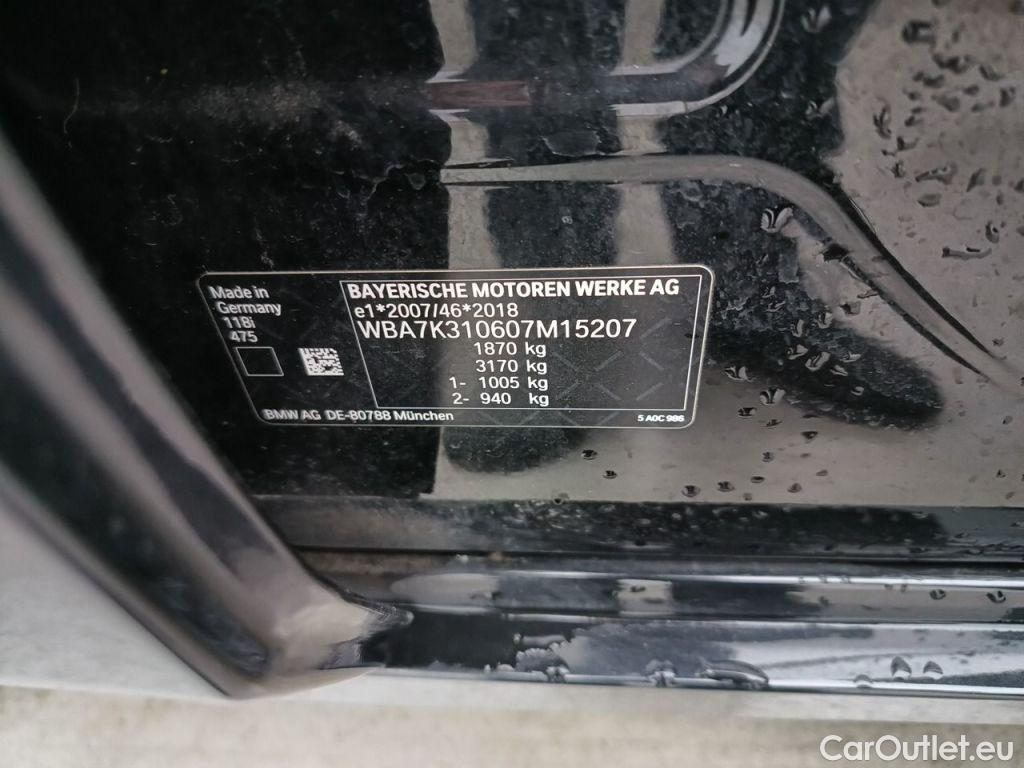 Made in
Germany
118i
475
BAYERISCHE MOTOREN WERKE AG
e1*2007/46*2018
WBA7K310607M15207
1870 kg
3170 kg
1- 1005 kg
2- 940 kg
BMW AG DE-80788 München
5 A0C 986
CarOutlet.eu